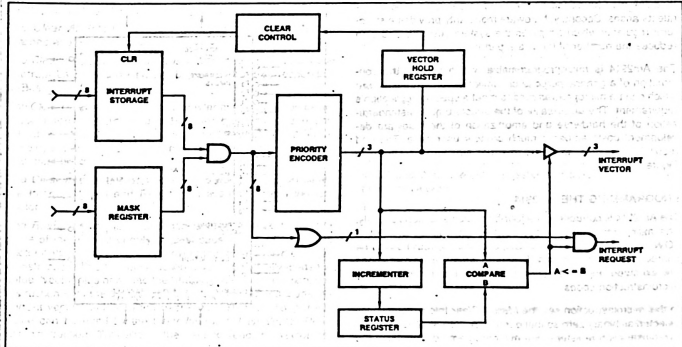 CLEAR
CONTROL
CLR
INTERRUPT
STORAGE
VECTOR
HOLD
REGISTER
8
8
PRIORITY
ENCODER
3
3
INTERRUPT
VECTOR
MASK
REGISTER
8
8
8
1
INTERRUPT
REQUEST
INCREMENTER
A
COMPARE
B
A < = B
STATUS
REGISTER